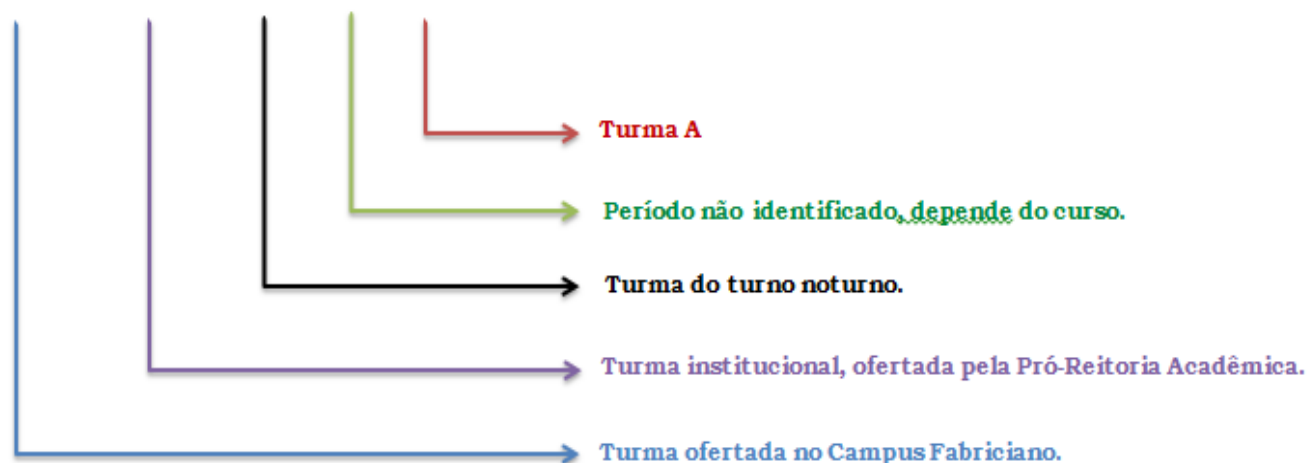 Turma A
Período não identificado, depende do curso.
Turma do turno noturno.
Turma institucional, ofertada pela Pró-Reitoria Acadêmica.
Turma ofertada no Campus Fabriciano.